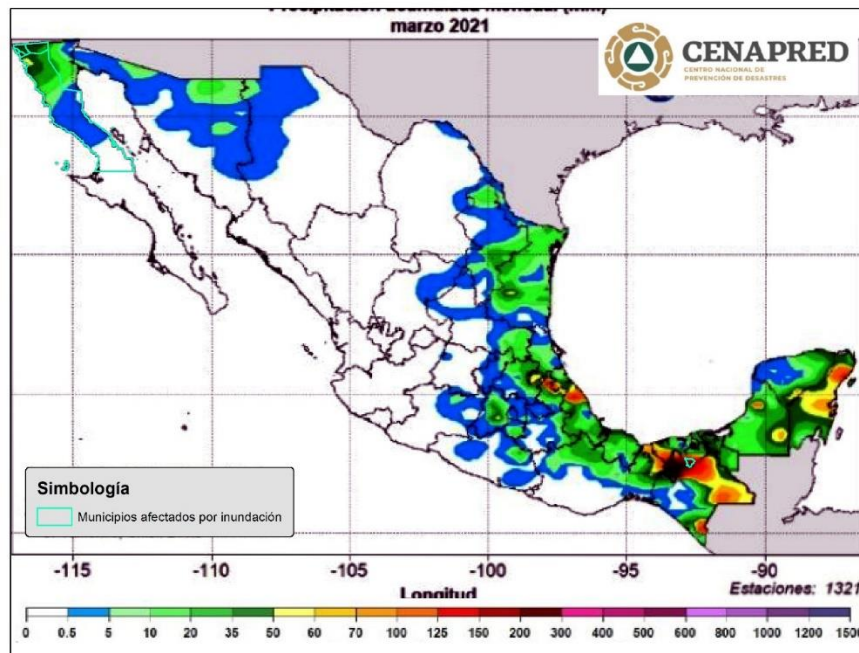 marzo 2021
CENAPRED
CENTRO NACIONAL DE
PREVENCIÓN DE DESASTRES
Simbología
Municipios afectados por inundación
-115 -110 -105 -100 -95 -90
Longitud
Estaciones: 1321
0 0.5 5 10 20 35 50 60 70 100 125 150 200 300 400 500 600 800 1000 1200 1500